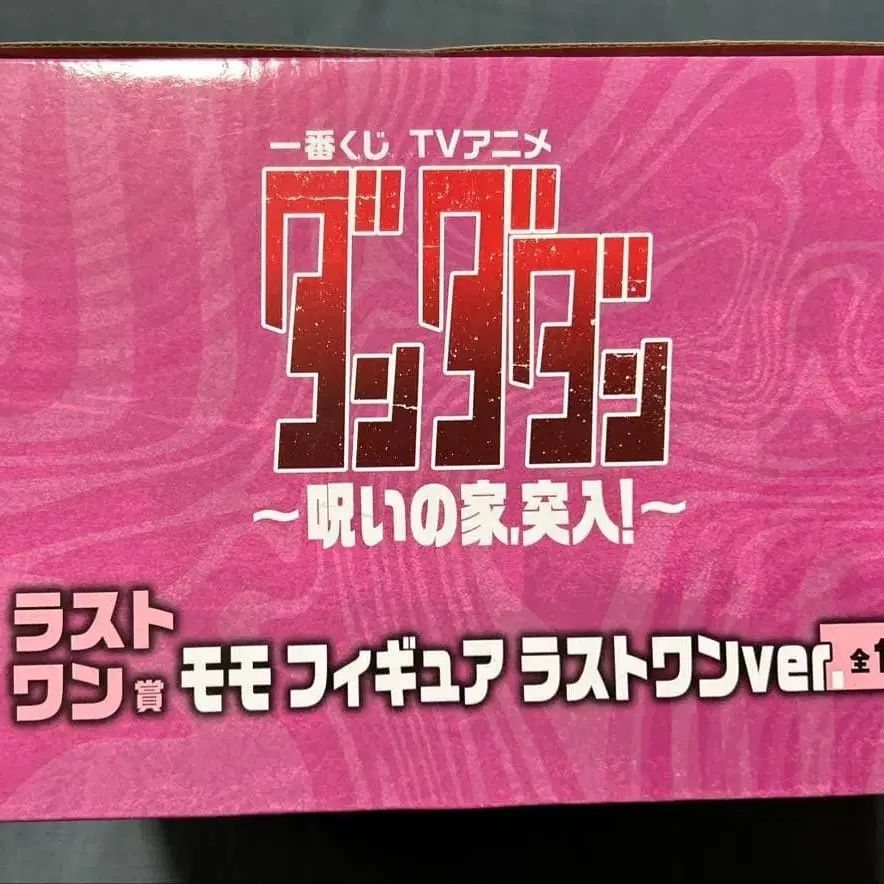 一番くじ TVアニメ
ダンダダン
～呪いの家、突入！～
ラスト
ワン賞
モモ フィギュア ラストワンver.
全1